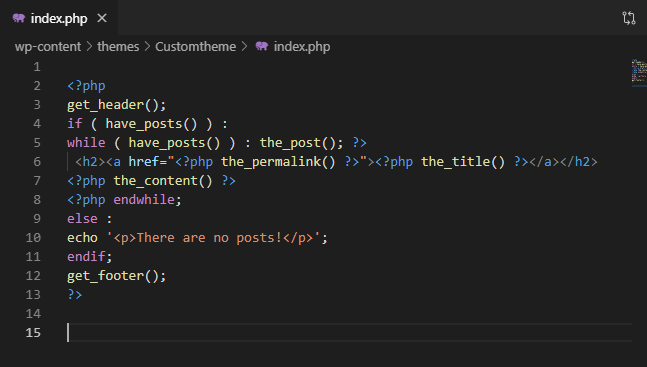 index.php
wp-content > themes > Customtheme > index.php
1
2 <?php
3 get_header();
4 if ( have_posts() ) :
5 while ( have_posts() ) : the_post(); ?>
6  <h2><a href="<?php the_permalink() ?>"><?php the_title() ?></a></h2>
7 <?php the_content() ?>
8 <?php endwhile;
9 else :
10 echo '<p>There are no posts!</p>';
11 endif;
12 get_footer();
13 ?>
14
15